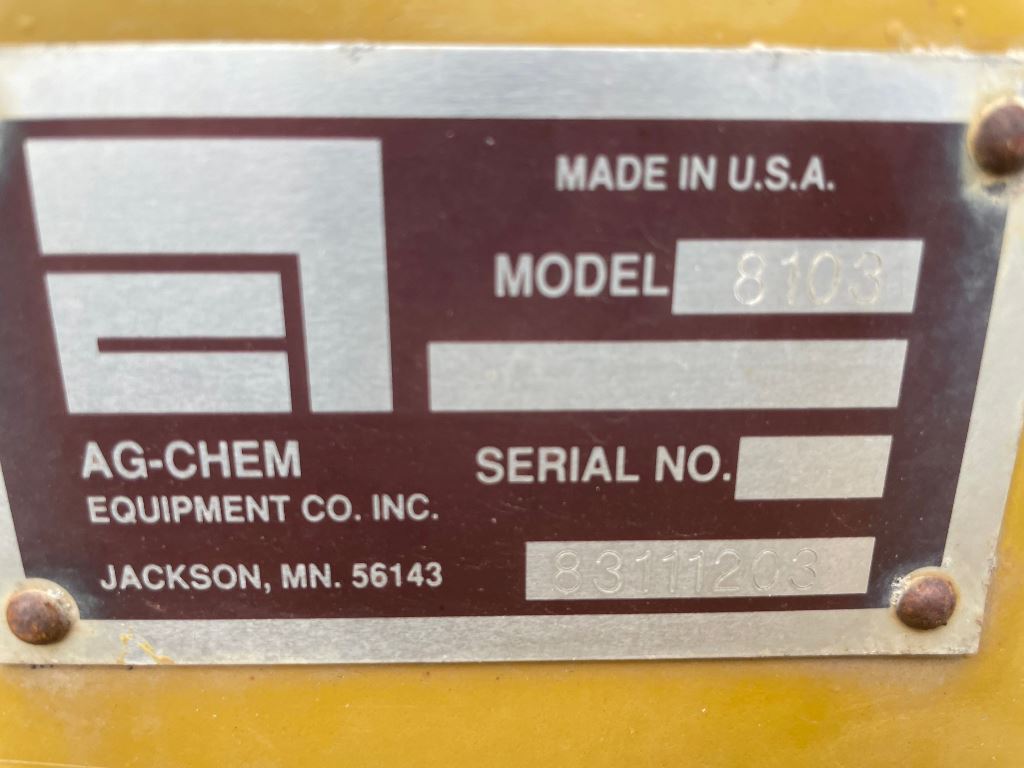 MADE IN U.S.A.
MODEL 8103
AG-CHEM
EQUIPMENT CO. INC.
JACKSON, MN. 56143
SERIAL NO.
83111203